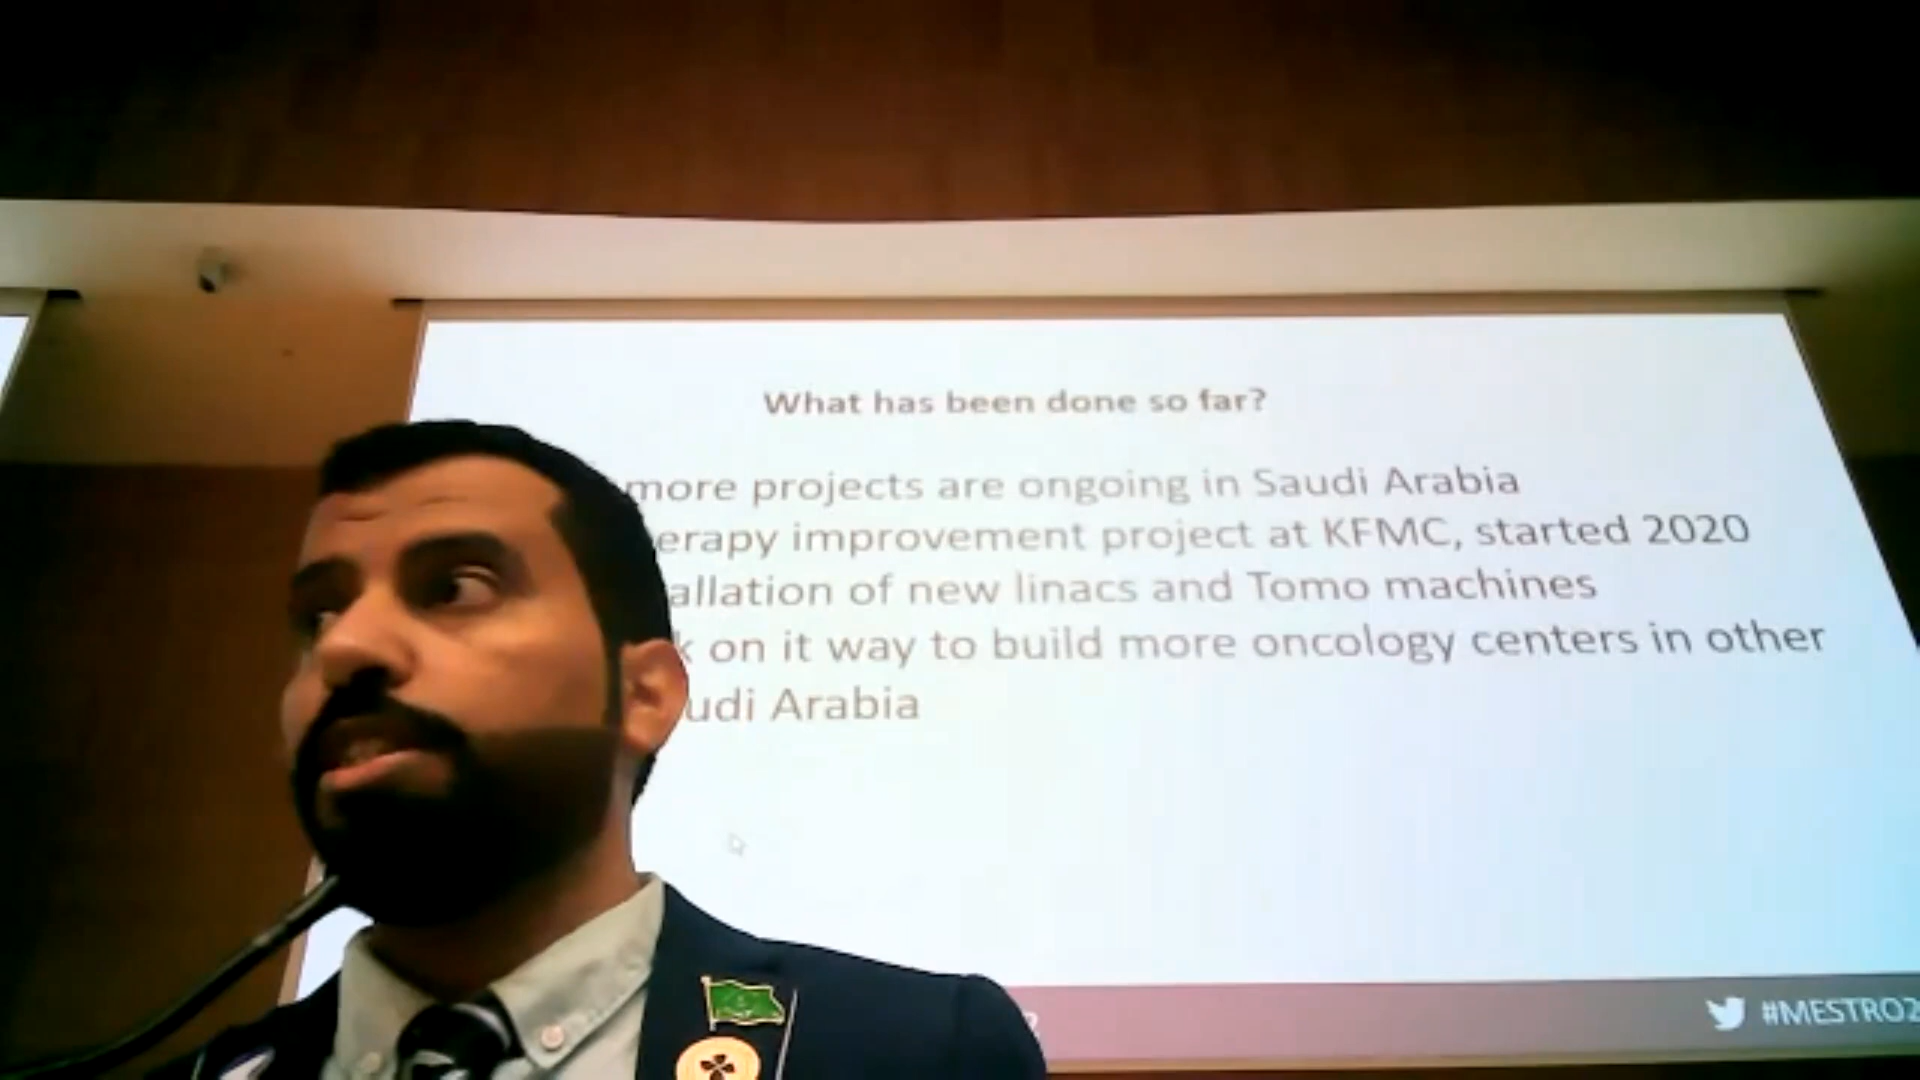 What has been done so far?
more projects are ongoing in Saudi Arabia
erapy improvement project at KFMC, started 2020
allation of new linacs and Tomo machines
k on it way to build more oncology centers in other
udi Arabia
#MESTRO2